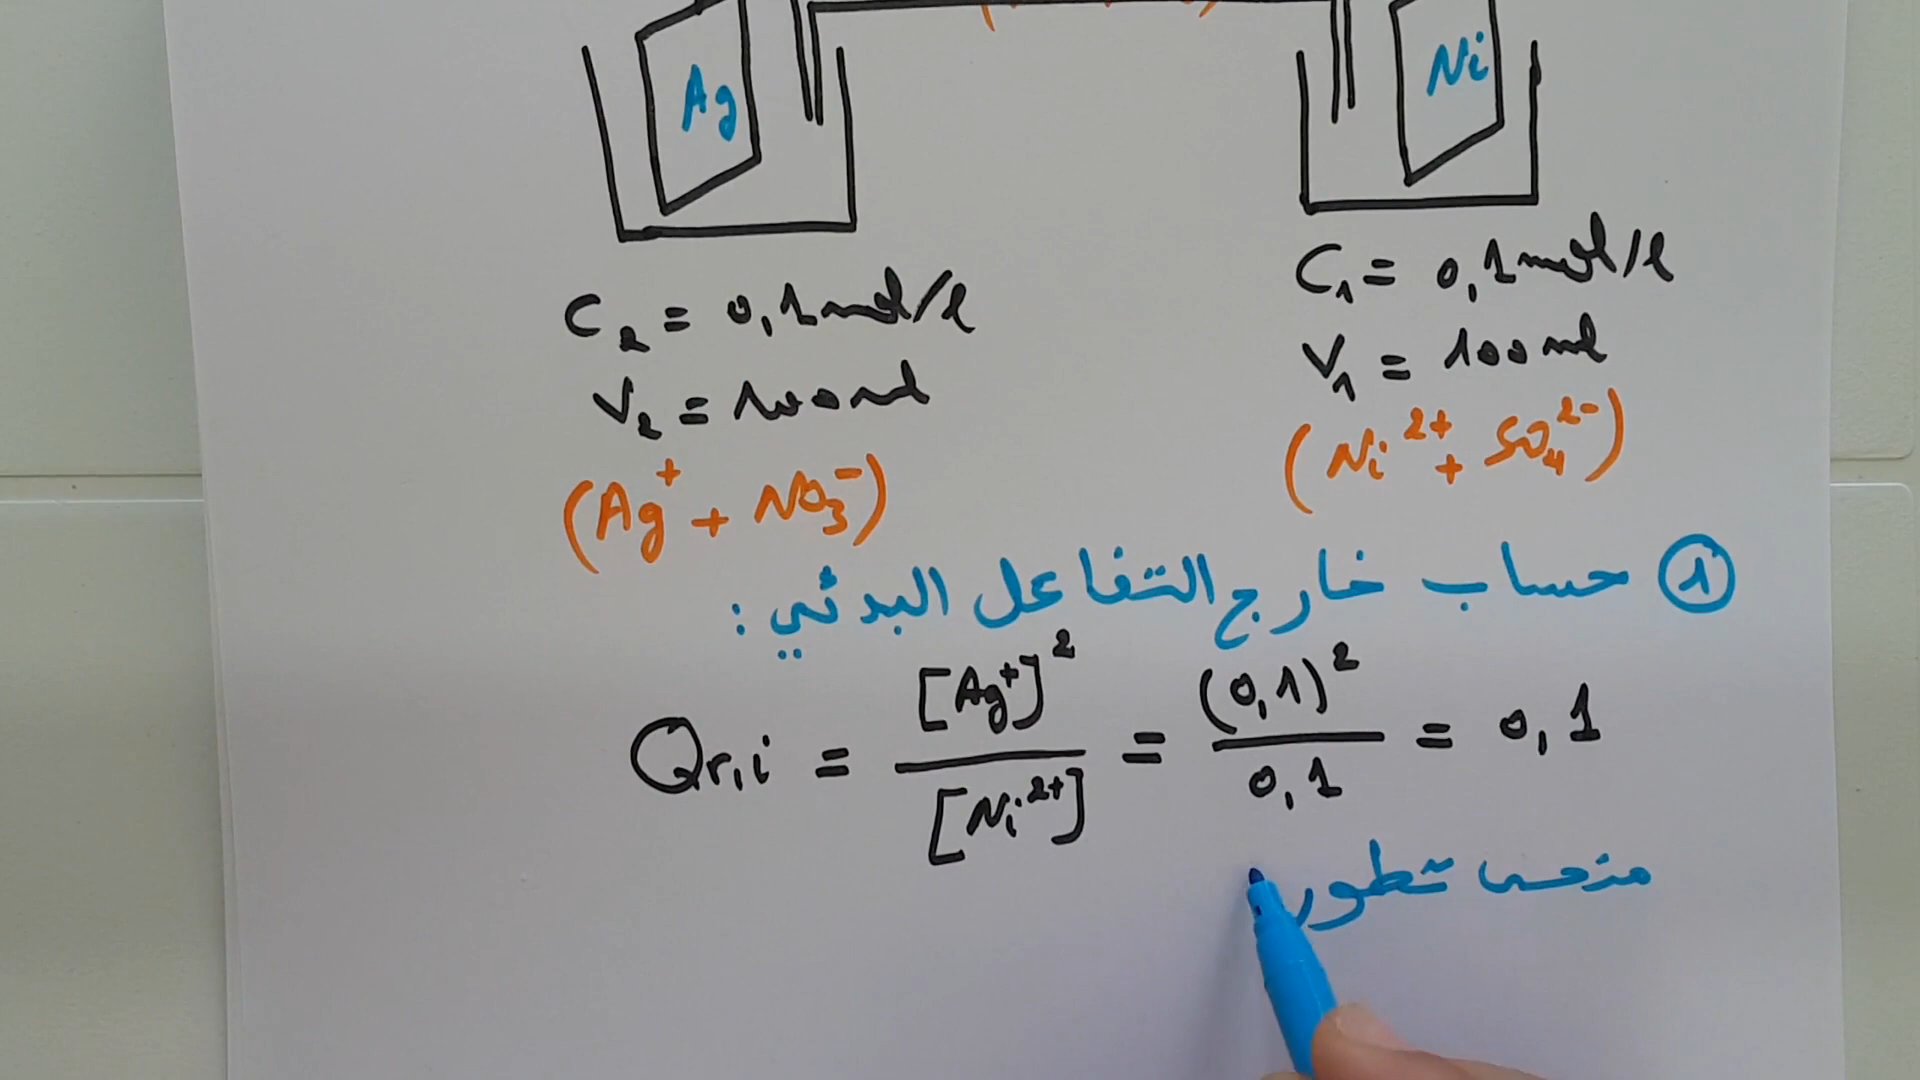 Ag Ni
C₂ = 0,1 mol/l
V₂ = 100 ml
(Ag⁺ + NO₃⁻)
C₁ = 0,1 mol/l
V₁ = 100 ml
(Ni²⁺ + SO₄²⁻)
① حساب خارج التفاعل البدئي :
Qr,i = [Ag⁺]² / [Ni²⁺] = (0,1)² / 0,1 = 0,1
منحى تطور